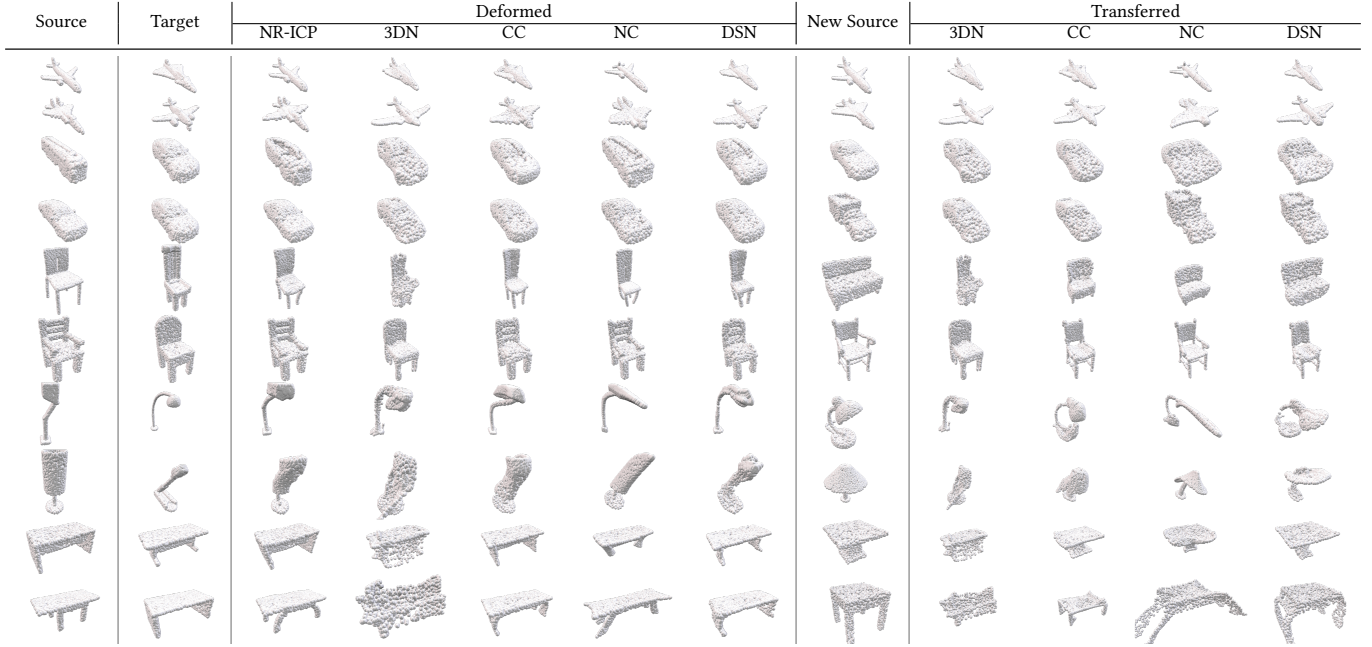 Source Target Deformed New Source Transferred
NR-ICP 3DN CC NC DSN 3DN CC NC DSN